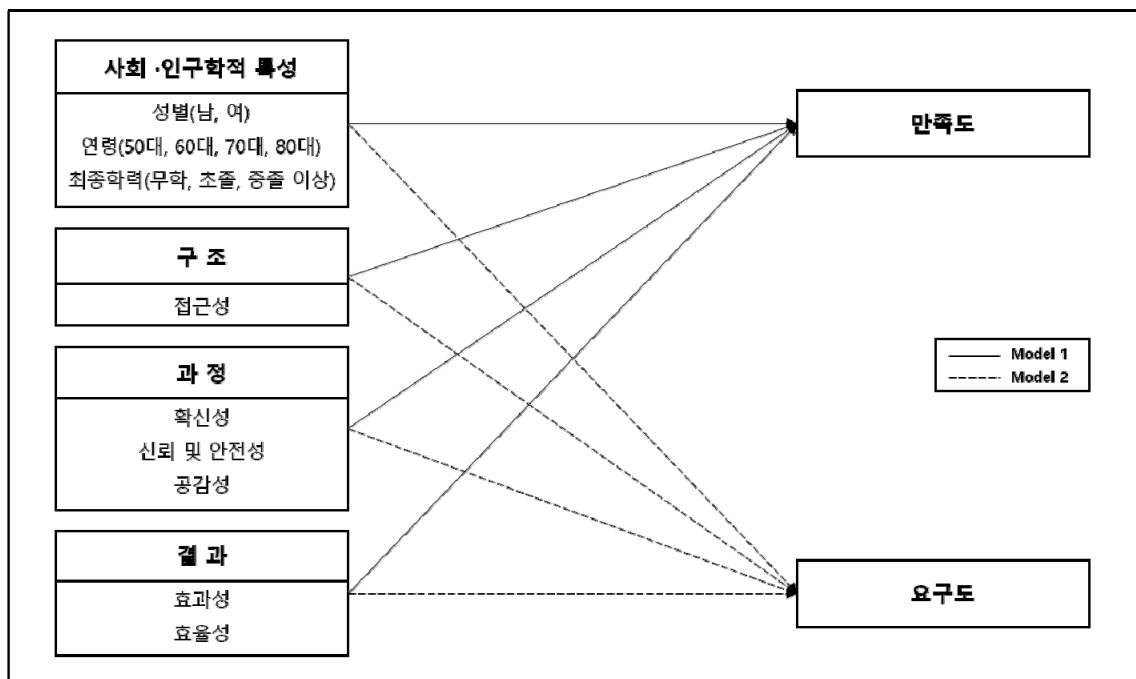 사회 ·인구학적 특성
성별(남, 여)
연령(50대, 60대, 70대, 80대)
최종학력(무학, 초졸, 중졸 이상)
구 조
접근성
과 정
확신성
신뢰 및 안전성
공감성
결 과
효과성
효율성
만족도
Model 1
Model 2
요구도